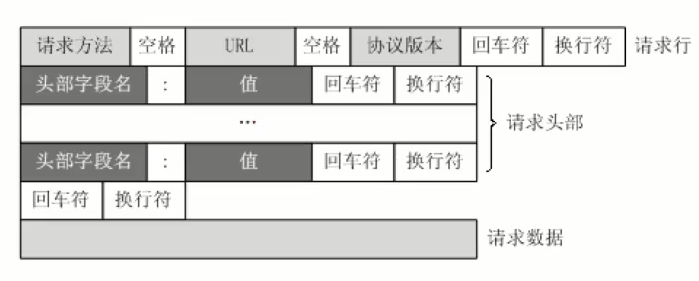 请求方法 空格 URL 空格 协议版本 回车符 换行符 请求行
头部字段名 : 值 回车符 换行符
... 请求头部
头部字段名 : 值 回车符 换行符
回车符 换行符
请求数据